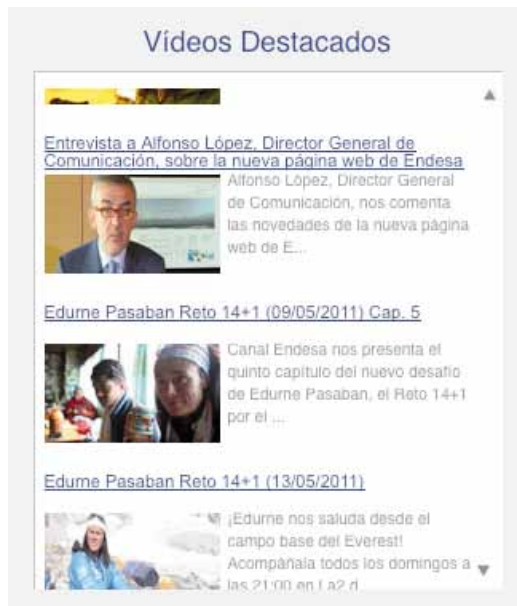 Vídeos Destacados
Entrevista a Alfonso López, Director General de
Comunicación, sobre la nueva página web de Endesa
Alfonso López, Director General
de Comunicación, nos comenta
las novedades de la nueva página
web de E...
Edurne Pasaban Reto 14+1 (09/05/2011) Cap. 5
Canal Endesa nos presenta el
quinto capítulo del nuevo desafío
de Edurne Pasaban, el Reto 14+1
por el ...
Edurne Pasaban Reto 14+1 (13/05/2011)
¡Edurne nos saluda desde el
campo base del Everest!
Acompáñala todos los domingos a
las 21:00 en La2 d